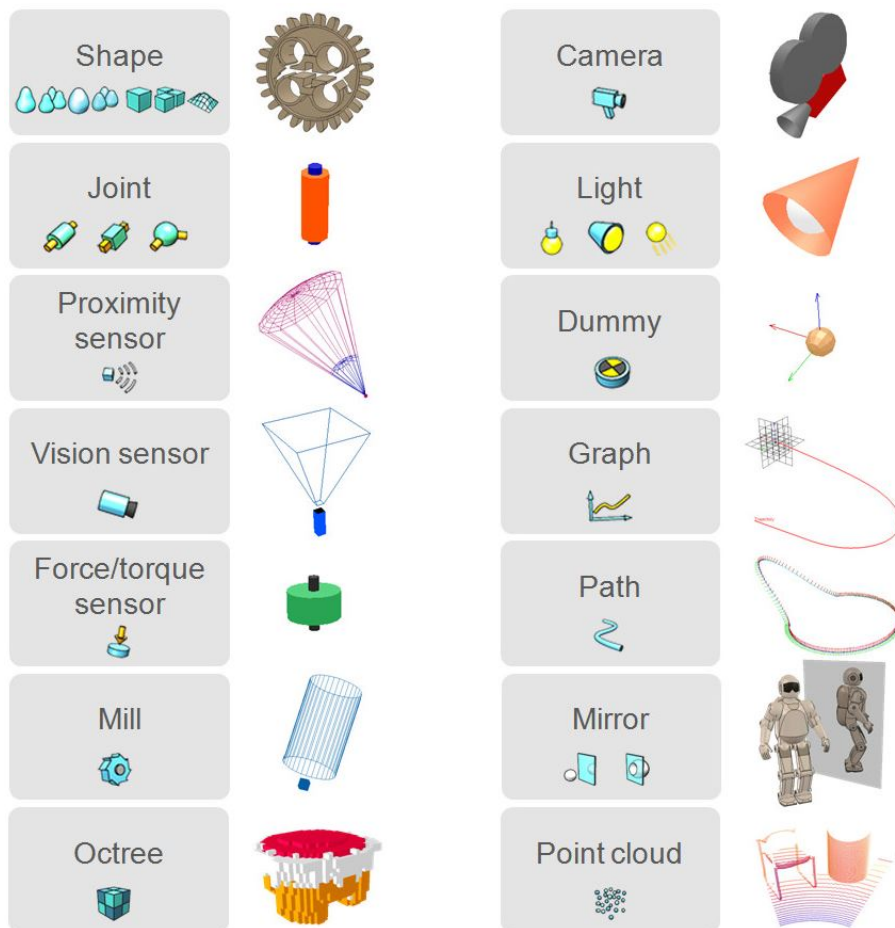 Shape
Camera
Joint
Light
Proximity
sensor
Dummy
Vision sensor
Graph
Force/torque
sensor
Path
Mill
Mirror
Octree
Point cloud